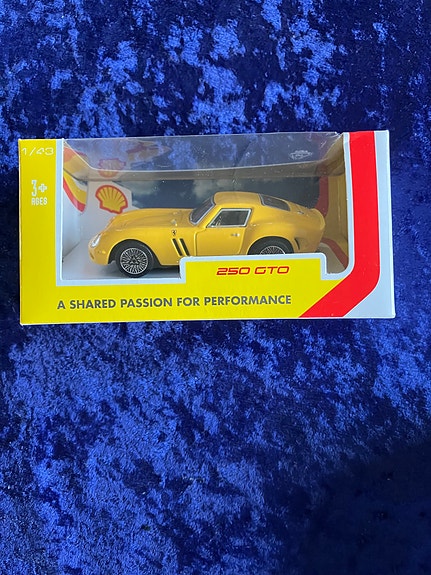 1/43
3+
AGES
250 GTO
A SHARED PASSION FOR PERFORMANCE